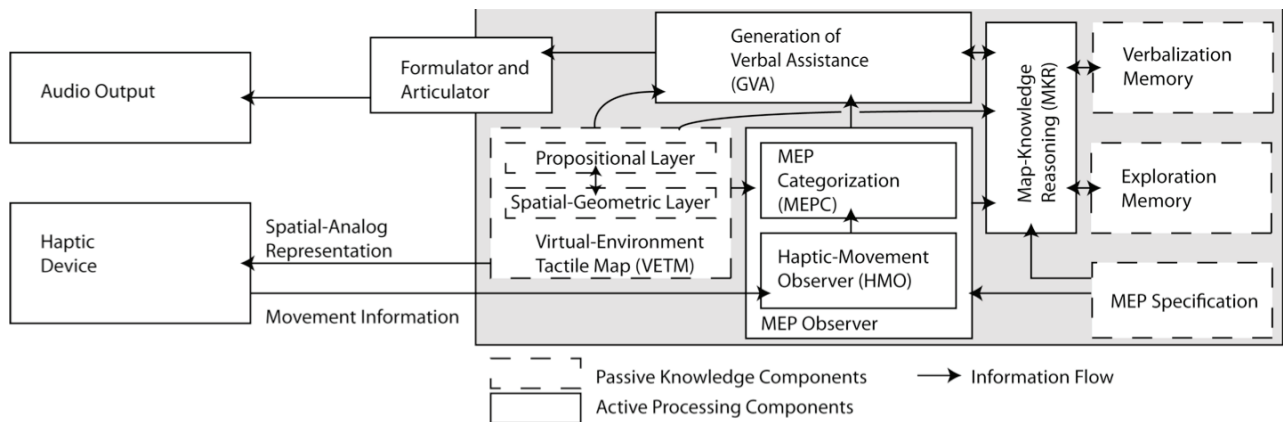 Audio Output
Formulator and
Articulator
Generation of
Verbal Assistance
(GVA)
Map-Knowledge
Reasoning (MKR)
Verbalization
Memory
Propositional Layer
Spatial-Geometric Layer
Virtual-Environment
Tactile Map (VETM)
MEP
Categorization
(MEPC)
Haptic-Movement
Observer (HMO)
MEP Observer
Exploration
Memory
MEP Specification
Haptic
Device
Spatial-Analog
Representation
Movement Information
Passive Knowledge Components
Information Flow
Active Processing Components